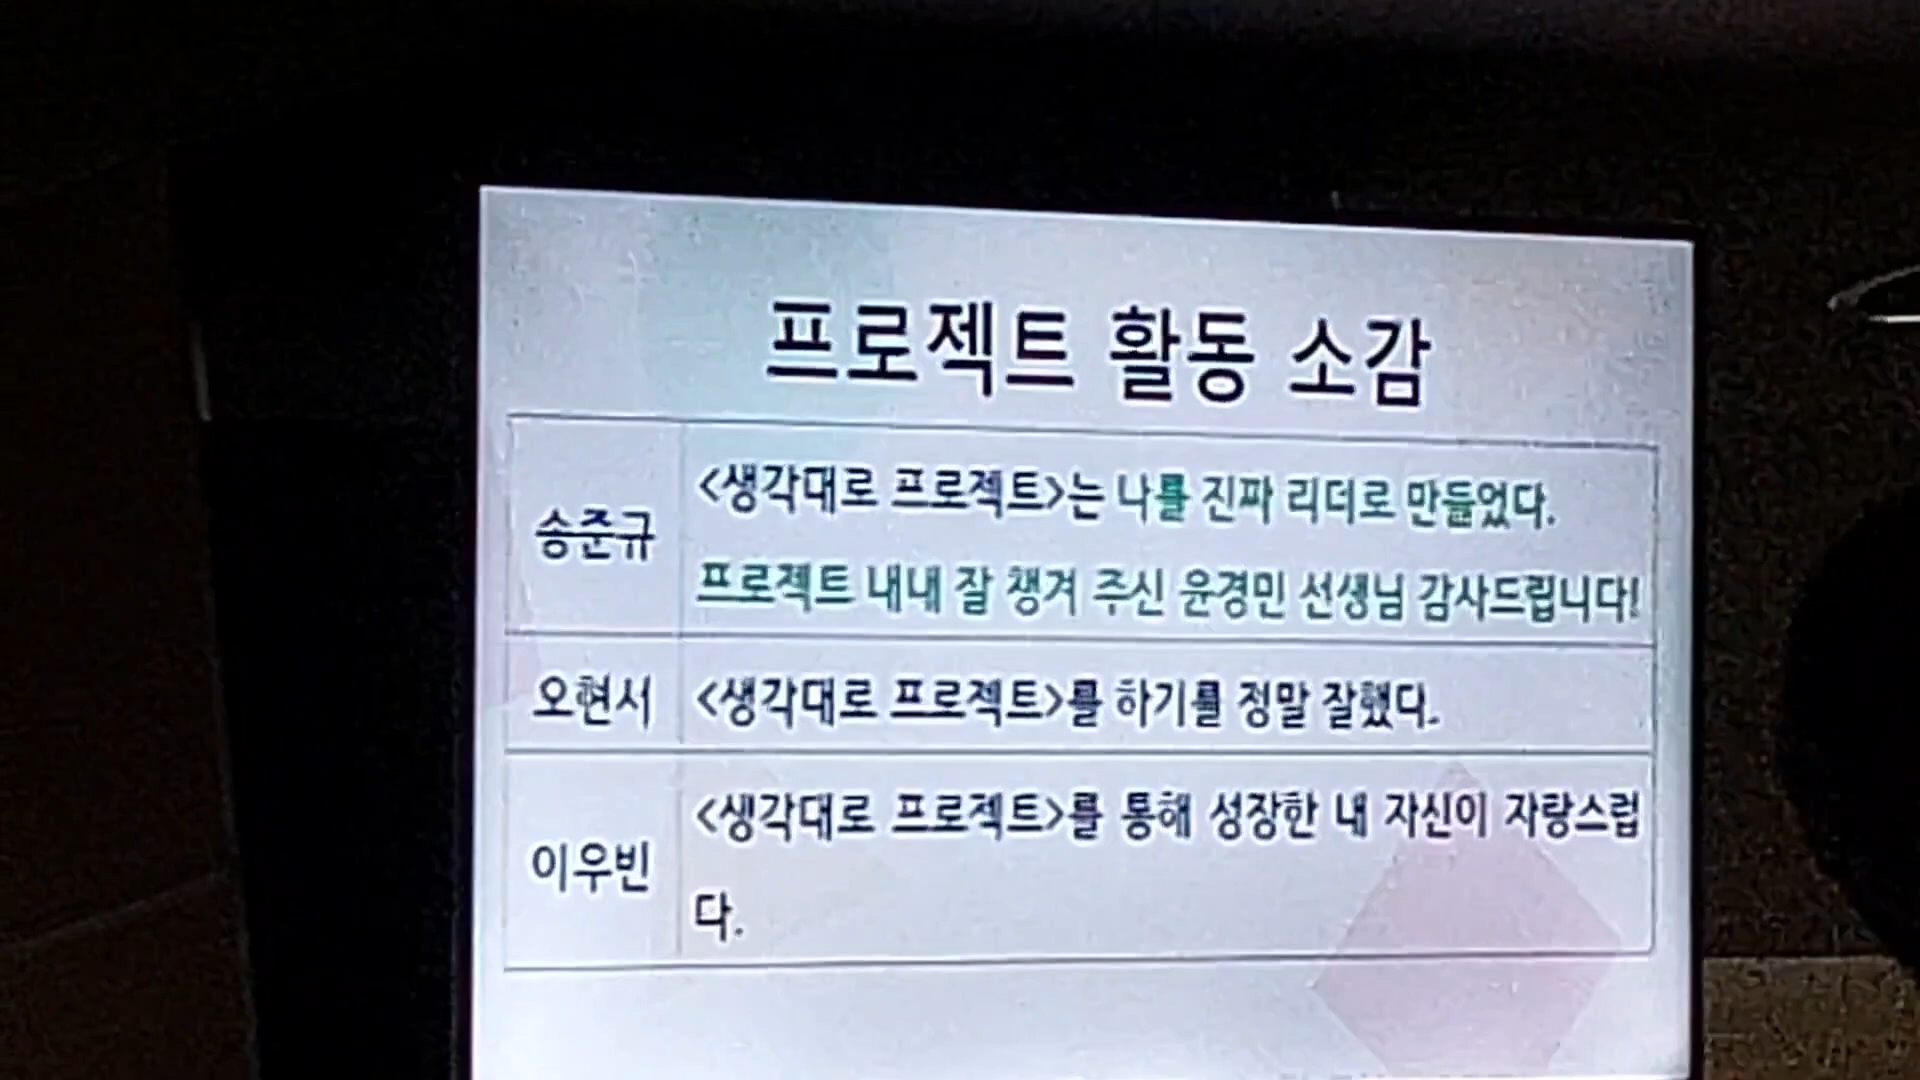 프로젝트 활동 소감
송준규
<생각대로 프로젝트>는 나를 진파 리더로 만들었다.
프로젝트 내내 잘 챙겨 주신 윤경민 선생님 감사드립니다!
오현서
<생각대로 프로젝트>를 하기를 정말 잘했다.
이우빈
<생각대로 프로젝트>를 통해 성장한 내 자신이 자랑스럽
다.